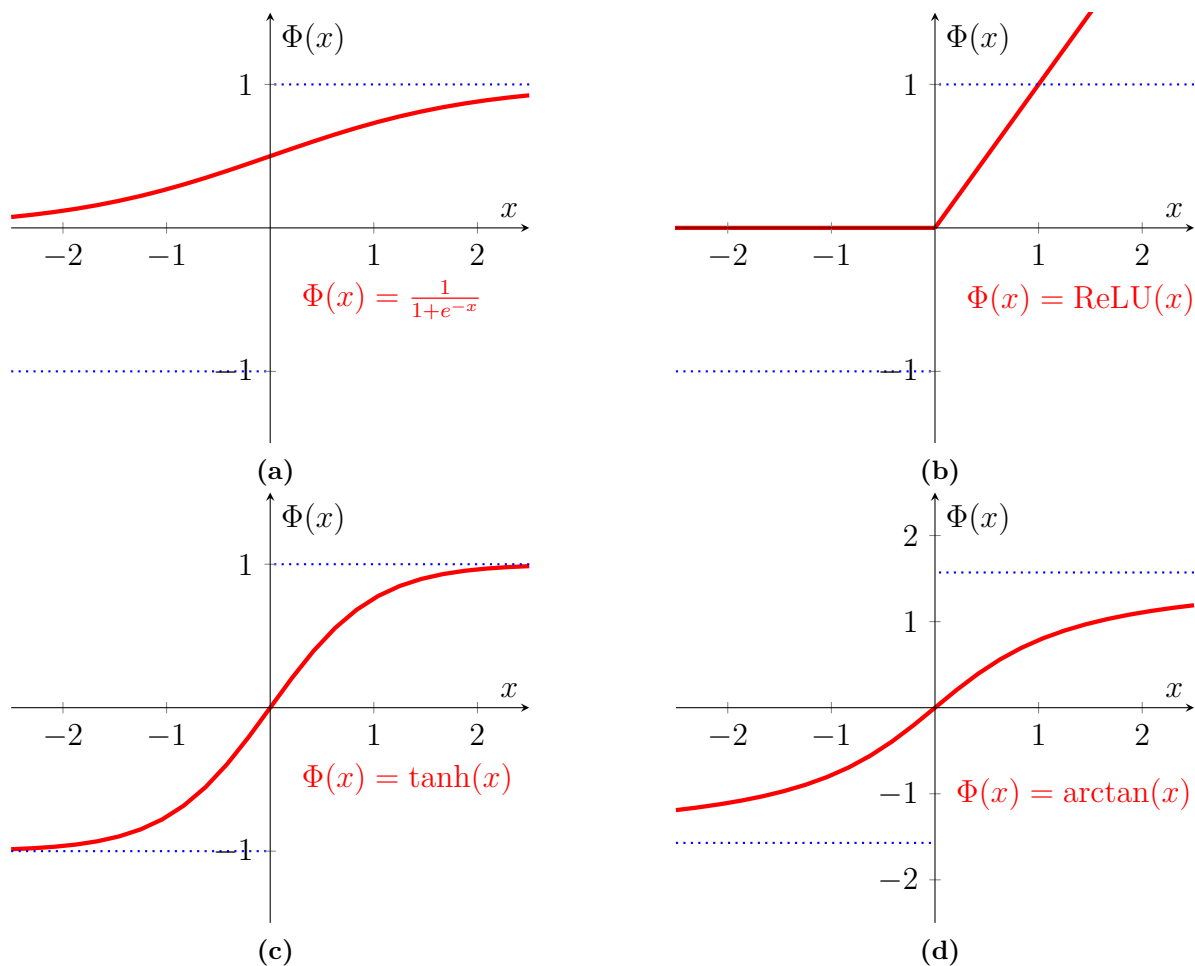 Φ(x)
1
x
−2 −1 1 2
Φ(x) = 1/(1+e^{−x})
−1
(a)
Φ(x)
1
x
−2 −1 1 2
Φ(x) = ReLU(x)
−1
(b)
Φ(x)
1
x
−2 −1 1 2
Φ(x) = tanh(x)
−1
(c)
Φ(x)
2
1
x
−2 −1 1 2
−1
Φ(x) = arctan(x)
−2
(d)